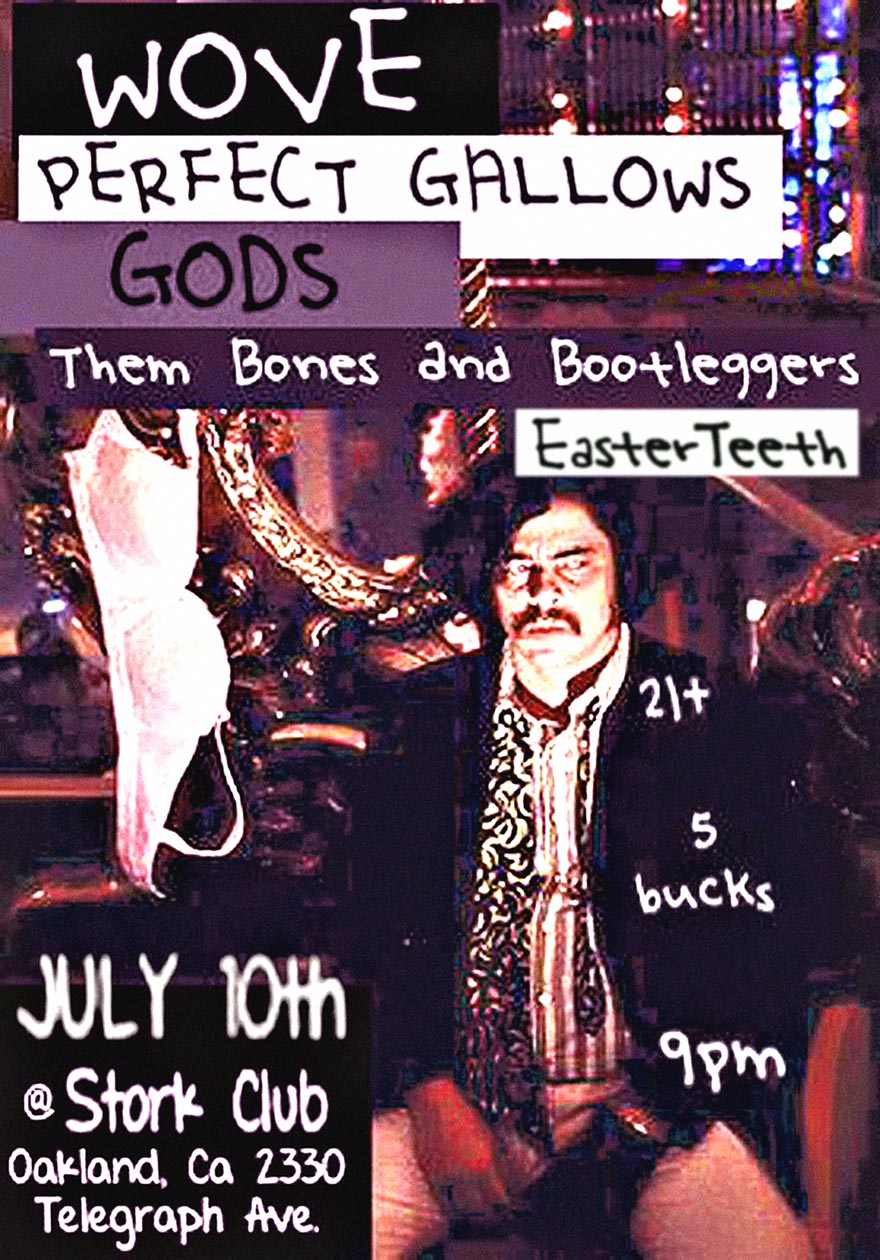 WOVE
PERFECT GALLOWS
GODS
Them Bones and Bootleggers
EasterTeeth
21+
5
bucks
9pm
JULY 10th
@ Stork Club
Oakland, Ca 2330
Telegraph Ave.